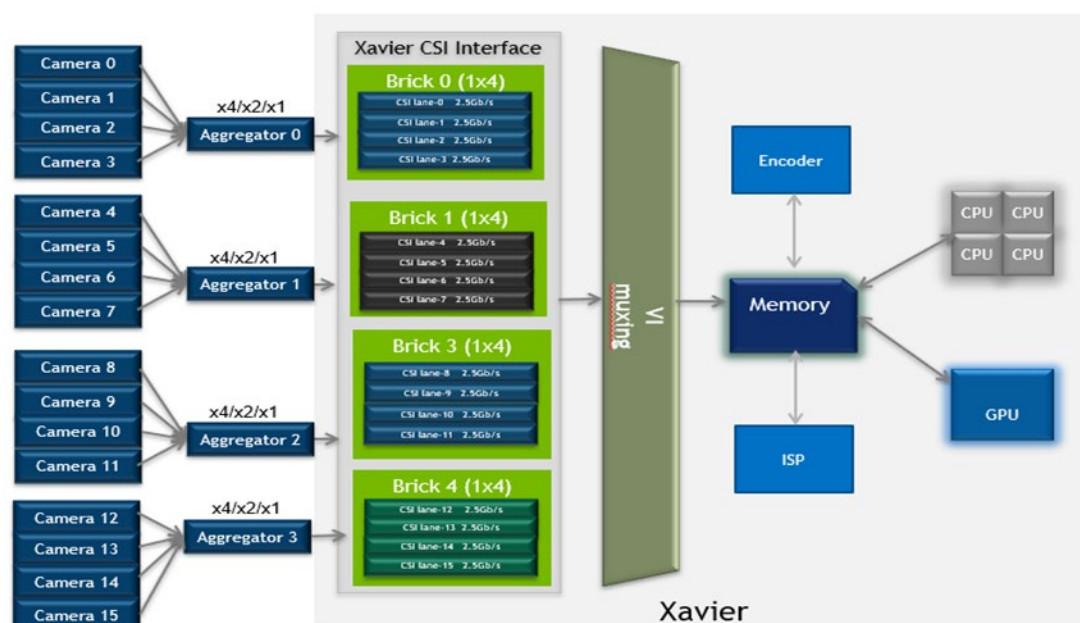 Camera 0
Camera 1
Camera 2
Camera 3
x4/x2/x1
Aggregator 0
Camera 4
Camera 5
Camera 6
Camera 7
x4/x2/x1
Aggregator 1
Camera 8
Camera 9
Camera 10
Camera 11
x4/x2/x1
Aggregator 2
Camera 12
Camera 13
Camera 14
Camera 15
x4/x2/x1
Aggregator 3
Xavier CSI Interface
Brick 0 (1x4)
CSI lane-0 2.5Gb/s
CSI lane-1 2.5Gb/s
CSI lane-2 2.5Gb/s
CSI lane-3 2.5Gb/s
Brick 1 (1x4)
CSI lane-4 2.5Gb/s
CSI lane-5 2.5Gb/s
CSI lane-6 2.5Gb/s
CSI lane-7 2.5Gb/s
Brick 3 (1x4)
CSI lane-8 2.5Gb/s
CSI lane-9 2.5Gb/s
CSI lane-10 2.5Gb/s
CSI lane-11 2.5Gb/s
Brick 4 (1x4)
CSI lane-12 2.5Gb/s
CSI lane-13 2.5Gb/s
CSI lane-14 2.5Gb/s
CSI lane-15 2.5Gb/s
VI
muxing
Encoder
Memory
ISP
CPU CPU
CPU CPU
GPU
Xavier